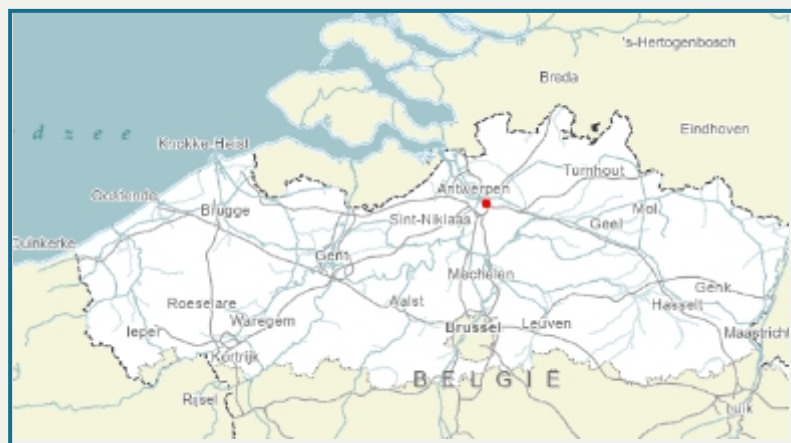 's-Hertogenbosch
Breda
d z e e
Eindhoven
Knokke-Heist
Turnhout
Antwerpen
Oostende
Mol
Brugge
Sint-Niklaas
Geel
Duinkerke
Gent
Mechelen
Genk
Roeselare
Aalst
Hasselt
Waregem
Brussel
Leuven
Ieper
Maastricht
Kortrijk
BELGIË
Rijsel
Luik